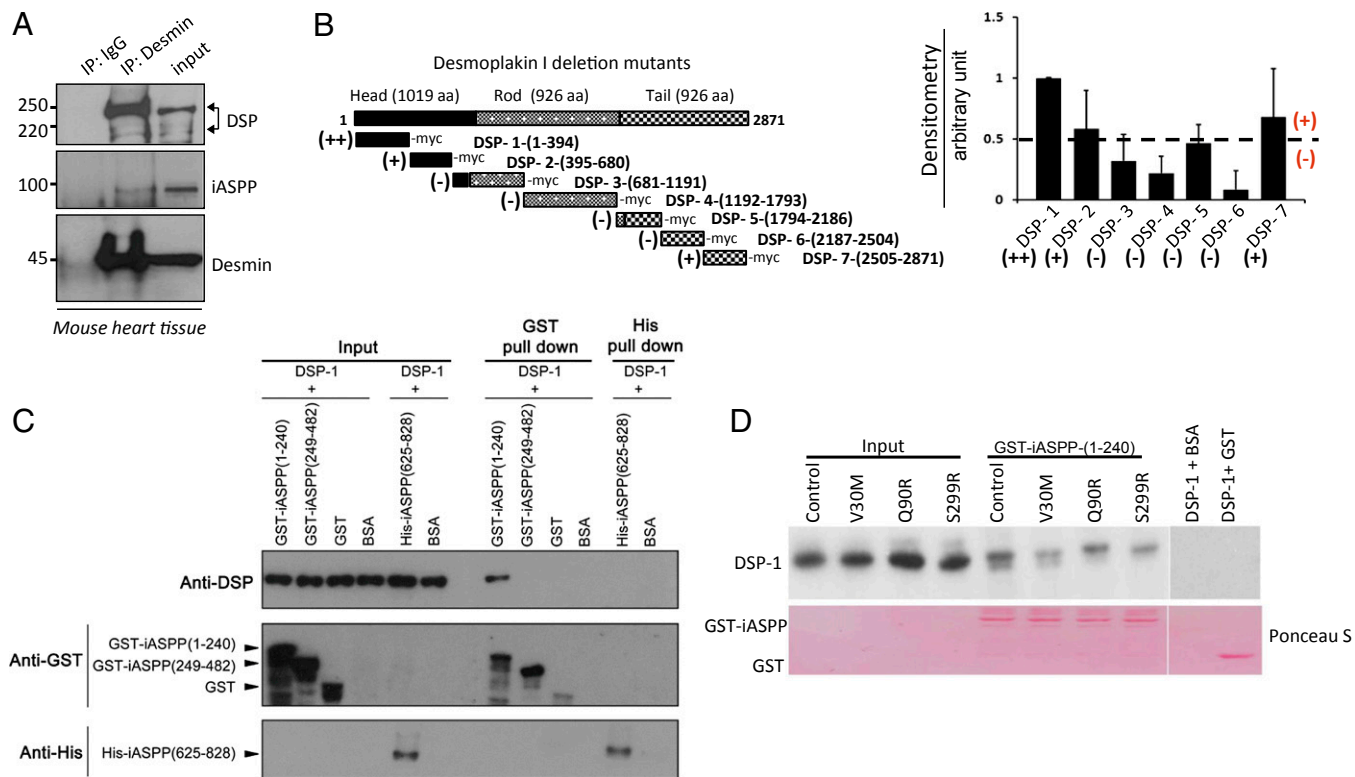 A
IP: IgG
IP: Desmin
input
250
220
DSP
100
iASPP
45
Desmin
Mouse heart tissue
B
Desmoplakin I deletion mutants
Head (1019 aa) Rod (926 aa) Tail (926 aa)
1 2871
(++) -myc DSP- 1-(1-394)
(+) -myc DSP- 2-(395-680)
(-) -myc DSP- 3-(681-1191)
(-) -myc DSP- 4-(1192-1793)
(-) -myc DSP- 5-(1794-2186)
(-) -myc DSP- 6-(2187-2504)
(+) -myc DSP- 7-(2505-2871)
Densitometry
arbitrary unit
1.5
1
0.5
0
(+)
(-)
DSP- 1 DSP- 2 DSP- 3 DSP- 4 DSP- 5 DSP- 6 DSP- 7
(++) (+) (-) (-) (-) (-) (+)
C
Input GST pull down His pull down
DSP-1 + DSP-1 + DSP-1 + DSP-1 +
GST-iASPP(1-240)
GST-iASPP(249-482)
GST
BSA
His-iASPP(625-828)
BSA
GST-iASPP(1-240)
GST-iASPP(249-482)
GST
BSA
His-iASPP(625-828)
BSA
Anti-DSP
Anti-GST
GST-iASPP(1-240)
GST-iASPP(249-482)
GST
Anti-His His-iASPP(625-828)
D
Input GST-iASPP-(1-240)
Control
V30M
Q90R
S299R
Control
V30M
Q90R
S299R
DSP-1 + BSA
DSP-1+ GST
DSP-1
GST-iASPP
GST
Ponceau S